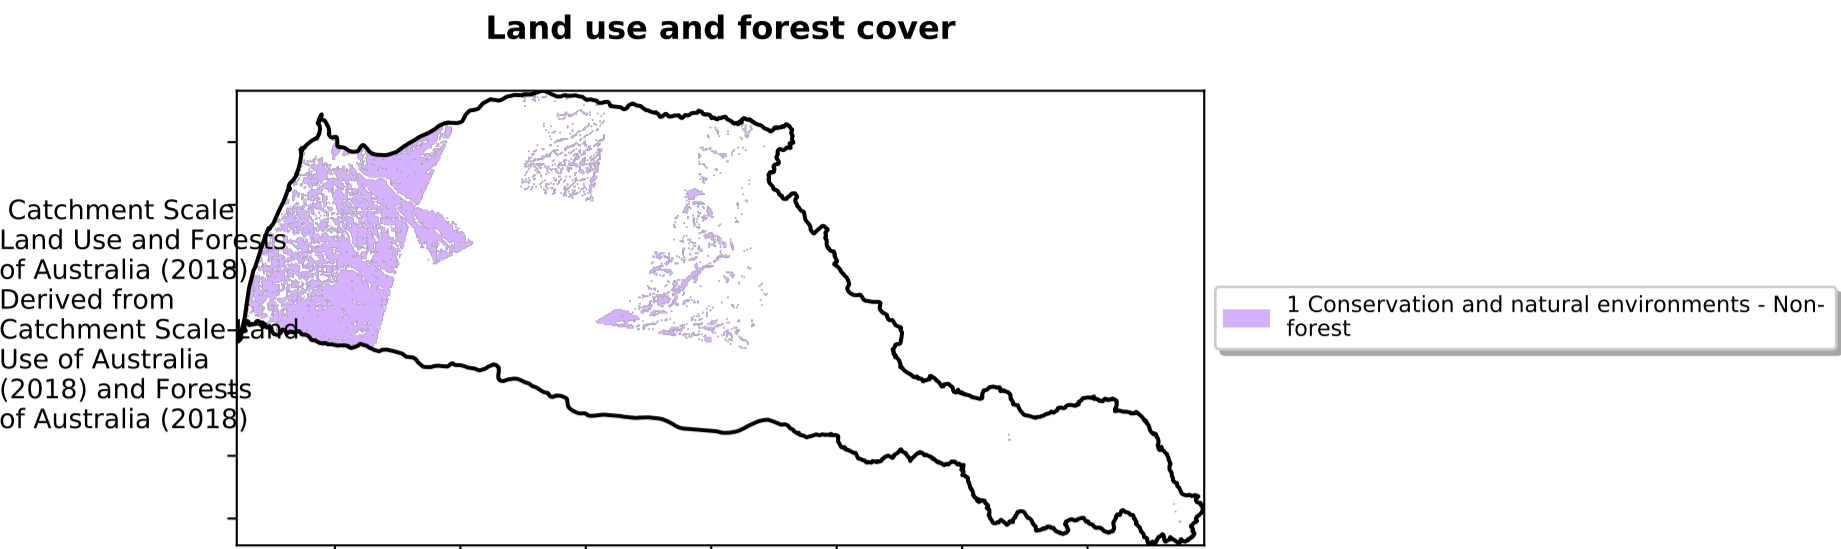 Land use and forest cover
Catchment Scale
Land Use and Forests
of Australia (2018)
Derived from
Catchment Scale Land
Use of Australia
(2018) and Forests
of Australia (2018)
1 Conservation and natural environments - Non-
forest